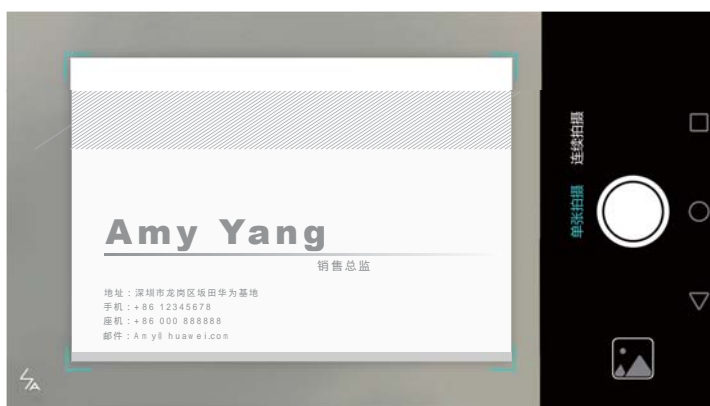 Amy Yang
销售总监
地址：深圳市龙岗区坂田华为基地
手机：+86 12345678
座机：+86 000 888888
邮件：Amy@huawei.com
单张拍摄
连续拍摄